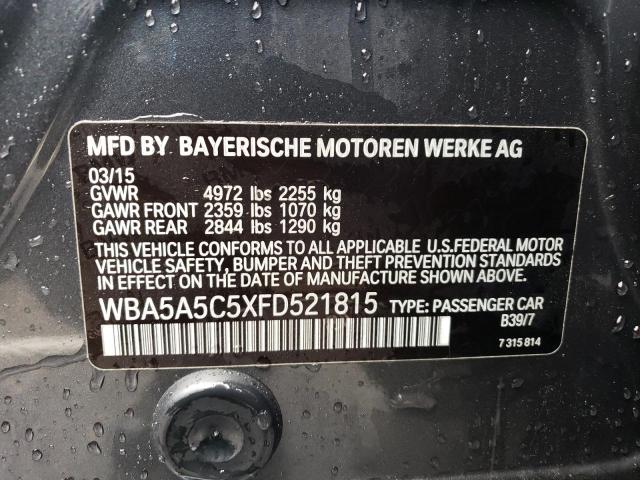 MFD BY BAYERISCHE MOTOREN WERKE AG
03/15
GVWR 4972 lbs 2255 kg
GAWR FRONT 2359 lbs 1070 kg
GAWR REAR 2844 lbs 1290 kg
THIS VEHICLE CONFORMS TO ALL APPLICABLE U.S.FEDERAL MOTOR
VEHICLE SAFETY, BUMPER AND THEFT PREVENTION STANDARDS
IN EFFECT ON THE DATE OF MANUFACTURE SHOWN ABOVE.
WBA5A5C5XFD521815 TYPE: PASSENGER CAR
B39/7
7 315 814